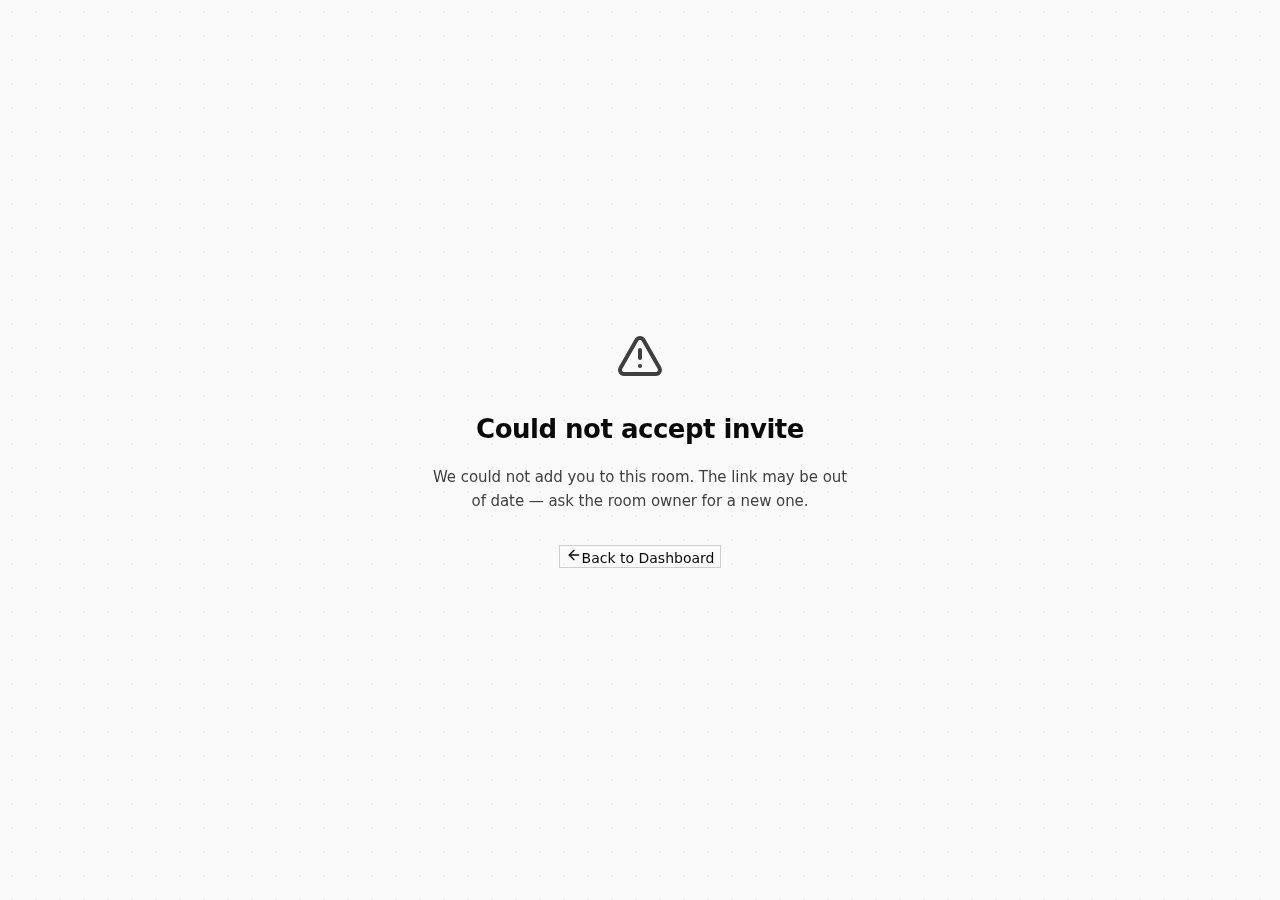 Could not accept invite
We could not add you to this room. The link may be out
of date — ask the room owner for a new one.
Back to Dashboard